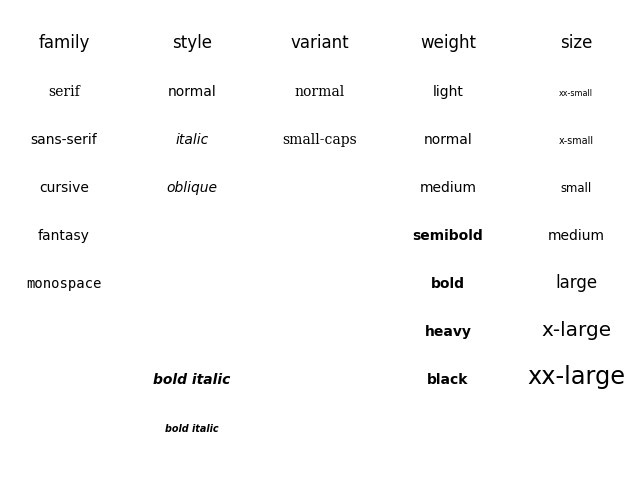 family style variant weight size
serif normal normal light xx-small
sans-serif italic small-caps normal x-small
cursive oblique medium small
fantasy semibold medium
monospace bold large
heavy x-large
bold italic black xx-large
bold italic